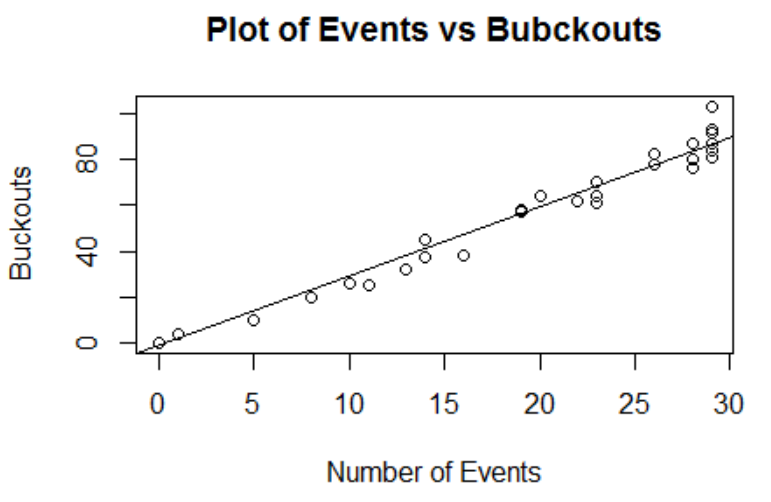 Plot of Events vs Bubckouts
Buckouts
80
40
0
0 5 10 15 20 25 30
Number of Events